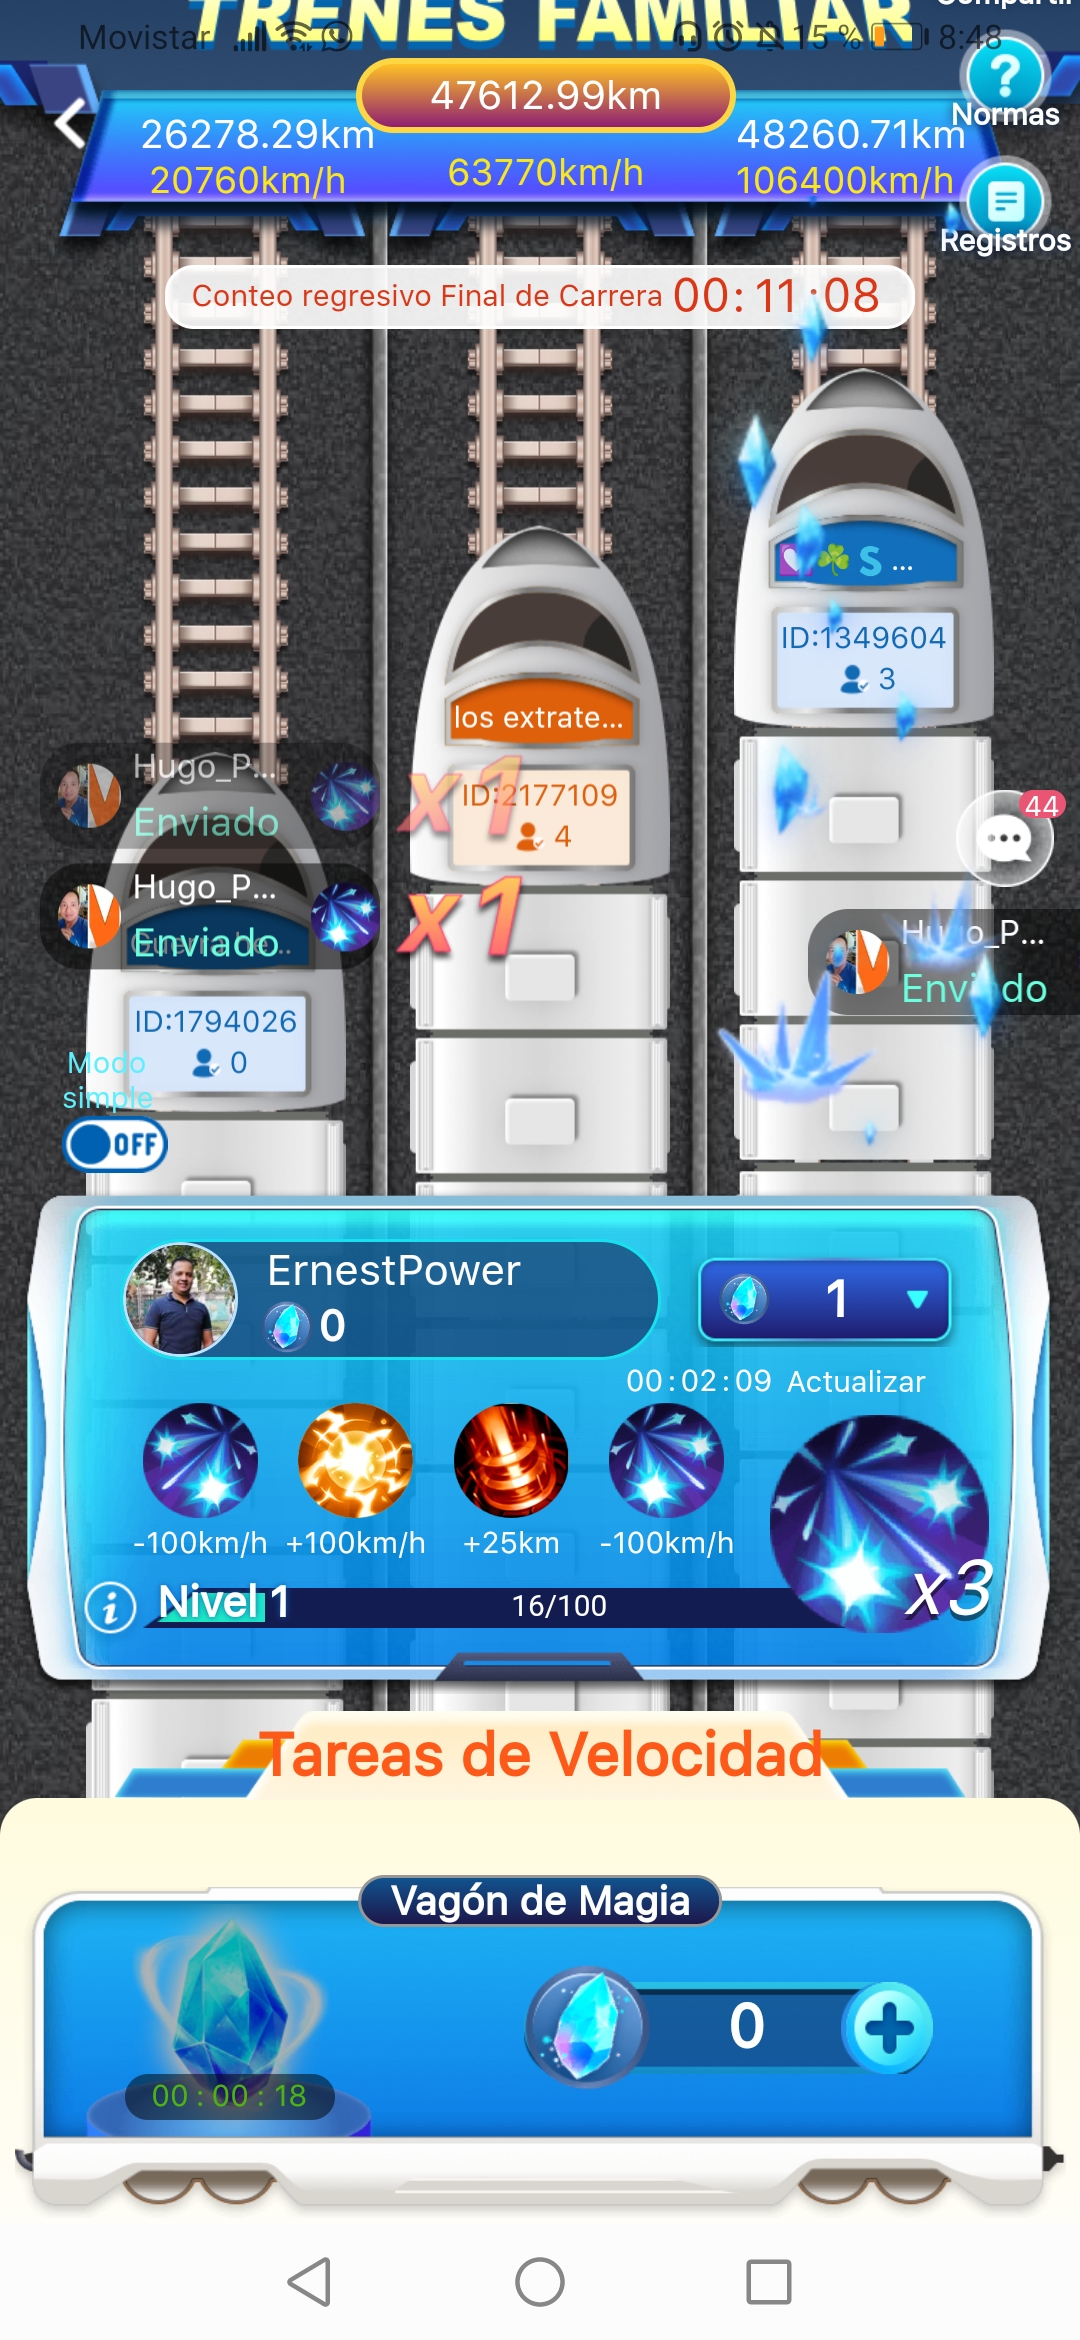 TRENES FAMILIAR
Compartir
Movistar
15 %
8:48
47612.99km
26278.29km
48260.71km
20760km/h
63770km/h
106400km/h
Normas
Registros
Conteo regresivo Final de Carrera 00:11:08
S ...
ID:1349604
3
los extrate...
ID:2177109
4
Hugo_P...
Enviado
x1
44
Hugo_P...
Enviado
x1
Hugo_P...
Enviado
ID:1794026
0
Modo
simple
OFF
ErnestPower
0
1
00:02:09 Actualizar
-100km/h
+100km/h
+25km
-100km/h
x3
Nivel 1
16/100
Tareas de Velocidad
Vagón de Magia
0
00:00:18